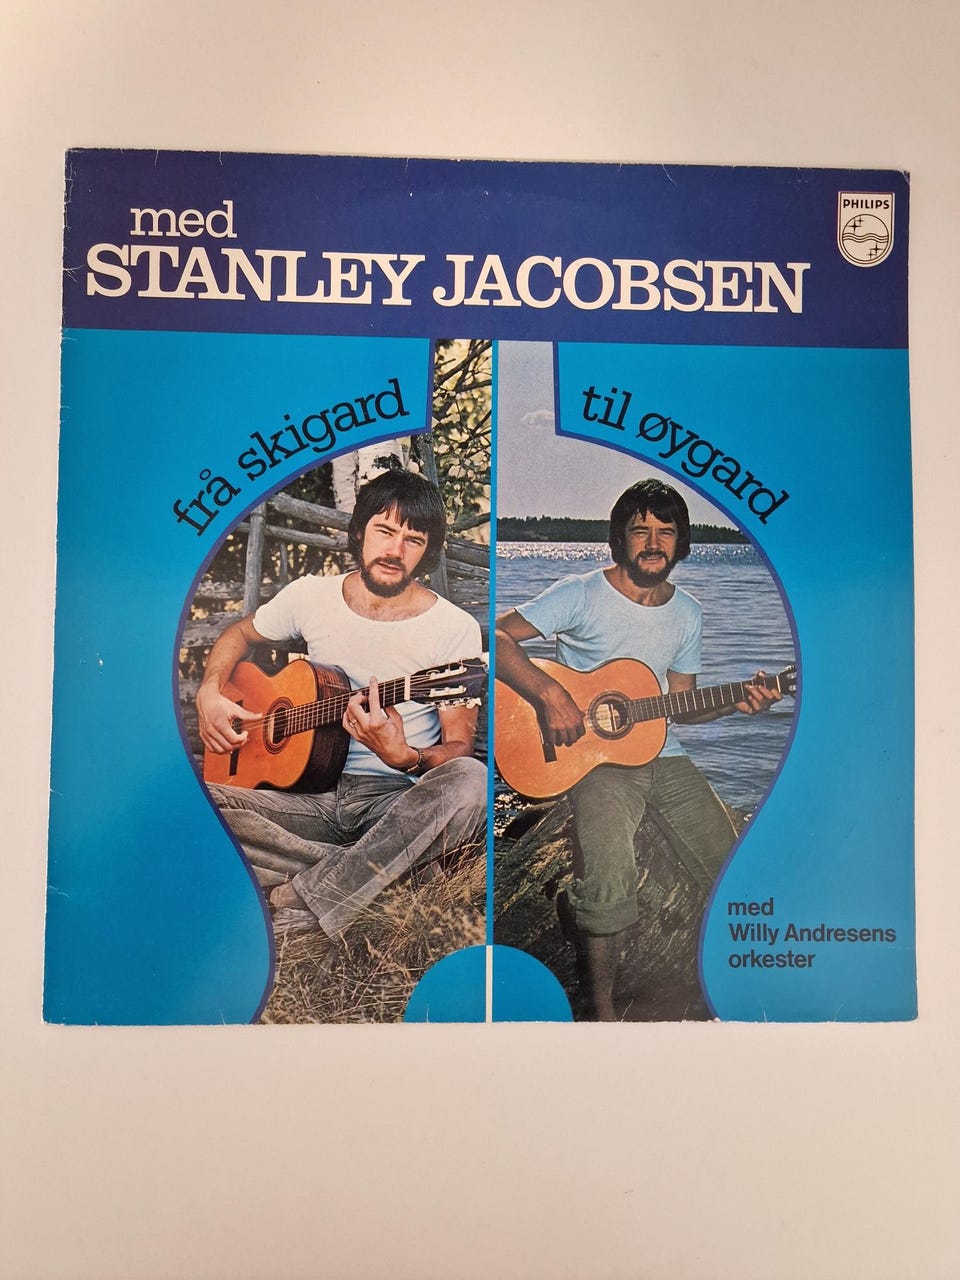 med
STANLEY JACOBSEN
PHILIPS
frå skigard
til øygard
med
Willy Andresens
orkester